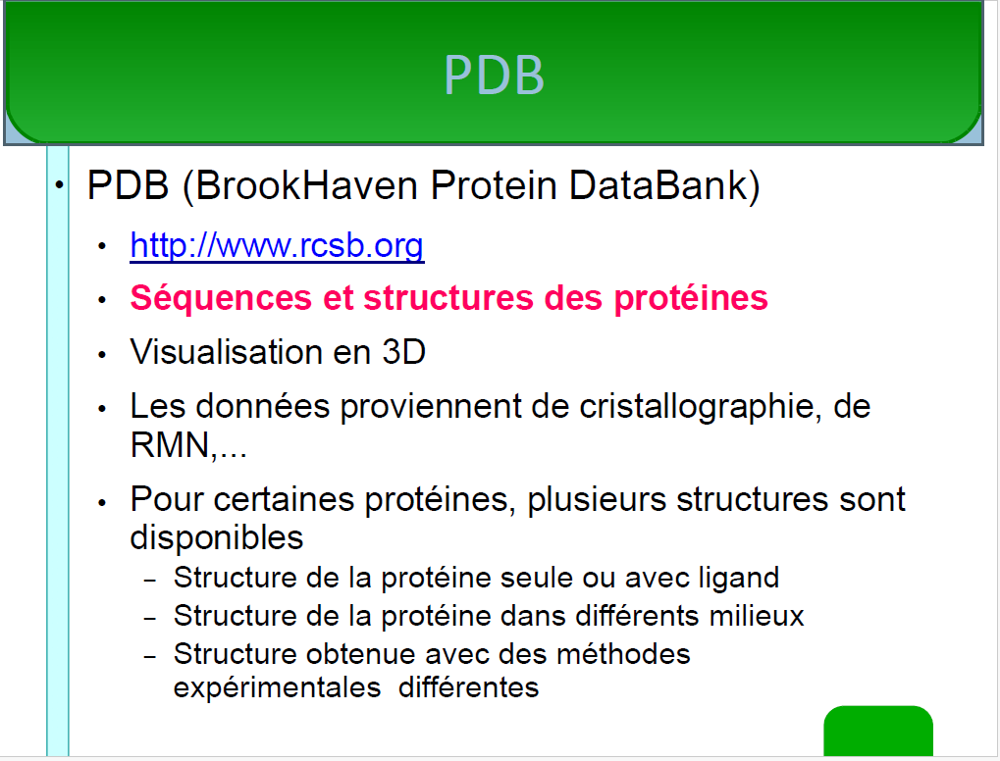 PDB
• PDB (BrookHaven Protein DataBank)
• http://www.rcsb.org
• Séquences et structures des protéines
• Visualisation en 3D
• Les données proviennent de cristallographie, de
RMN,...
• Pour certaines protéines, plusieurs structures sont
disponibles
– Structure de la protéine seule ou avec ligand
– Structure de la protéine dans différents milieux
– Structure obtenue avec des méthodes
expérimentales  différentes